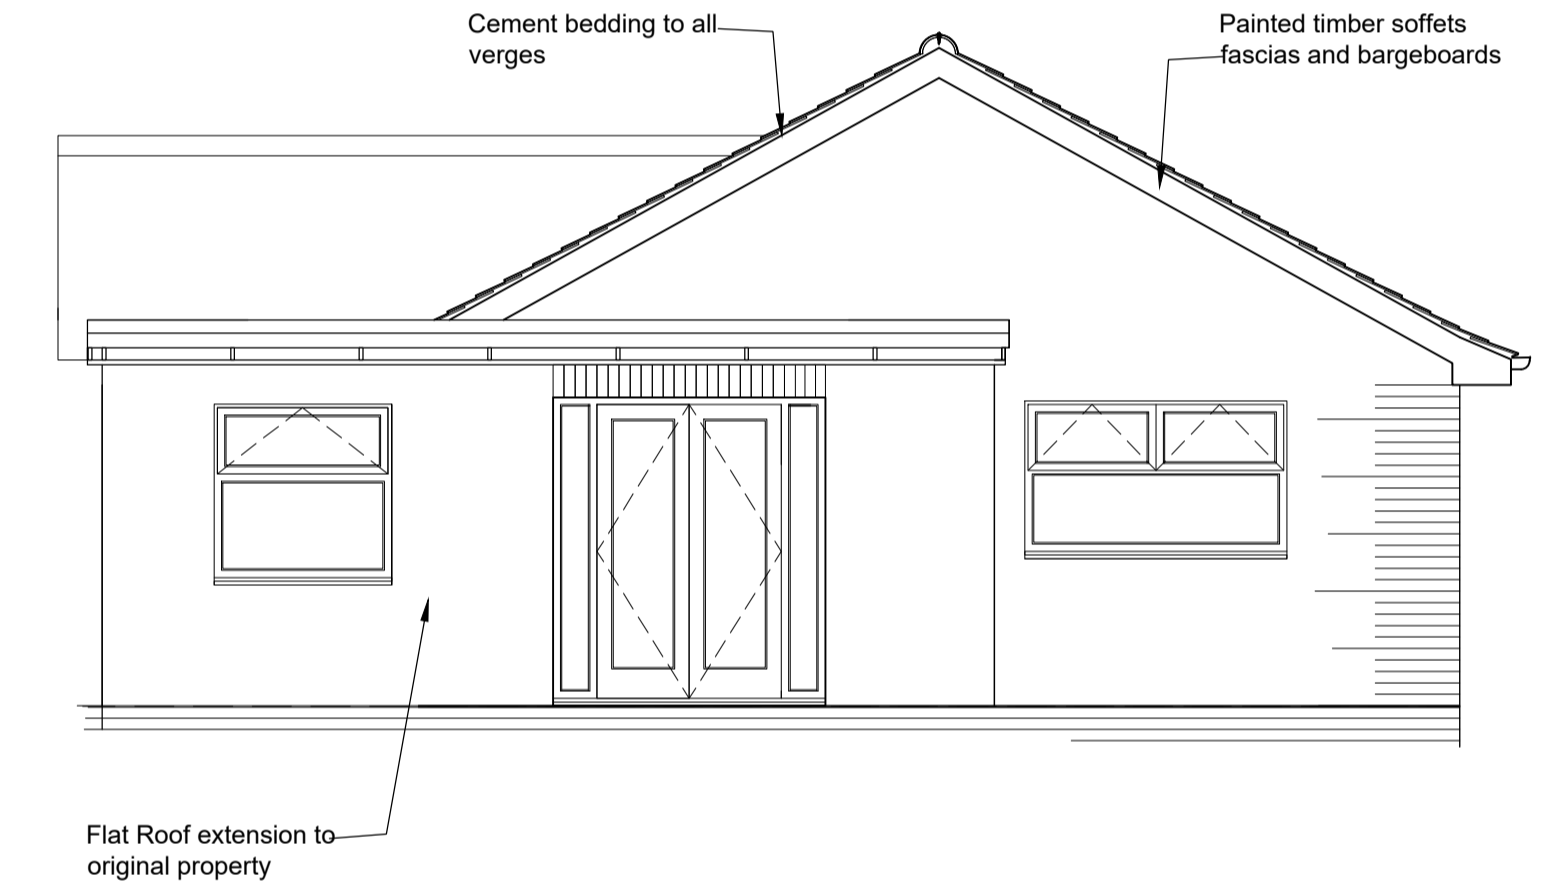 Cement bedding to all
verges
Painted timber soffets
fascias and bargeboards
Flat Roof extension to
original property